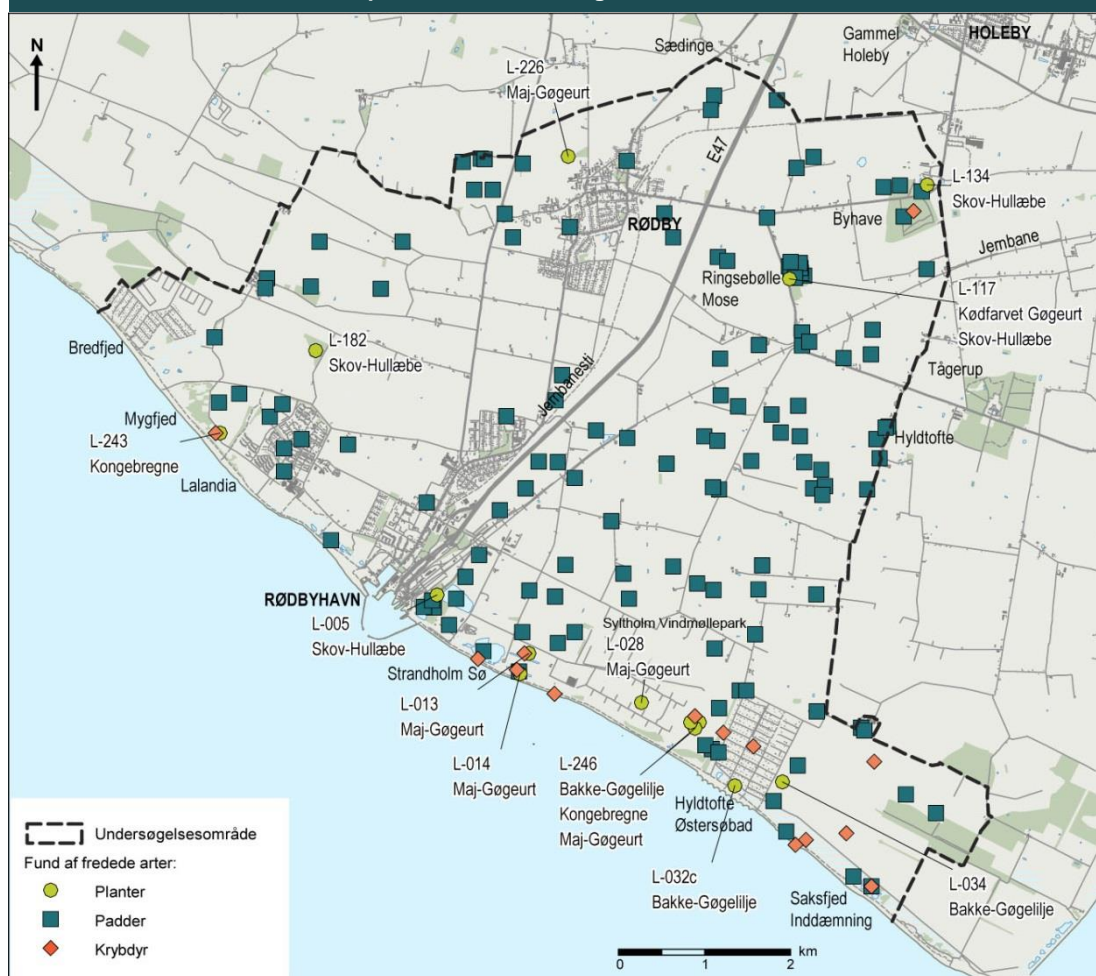 N
Sædinge
Gammel
Holeby
HOLEBY
L-226
Maj-Gøgeurt
E47
L-134
Skov-Hullæbe
Byhave
RØDBY
Jernbane
Ringsebølle
Mose
L-117
Kødfarvet Gøgeurt
Skov-Hullæbe
Bredfjed
L-182
Skov-Hullæbe
Jernbanesti
Tågerup
Mygfjed
L-243
Kongebregne
Hyldtofte
Lalandia
RØDBYHAVN
L-005
Skov-Hullæbe
Syltholm Vindmøllepark
L-028
Maj-Gøgeurt
Strandholm Sø
L-013
Maj-Gøgeurt
L-014
Maj-Gøgeurt
L-246
Bakke-Gøgelilje
Kongebregne
Maj-Gøgeurt
Hyldtofte
Østersøbad
L-032c
Bakke-Gøgelilje
Saksfjed
Inddæmning
L-034
Bakke-Gøgelilje
Undersøgelsesområde
Fund af fredede arter:
Planter
Padder
Krybdyr
km
0 1 2